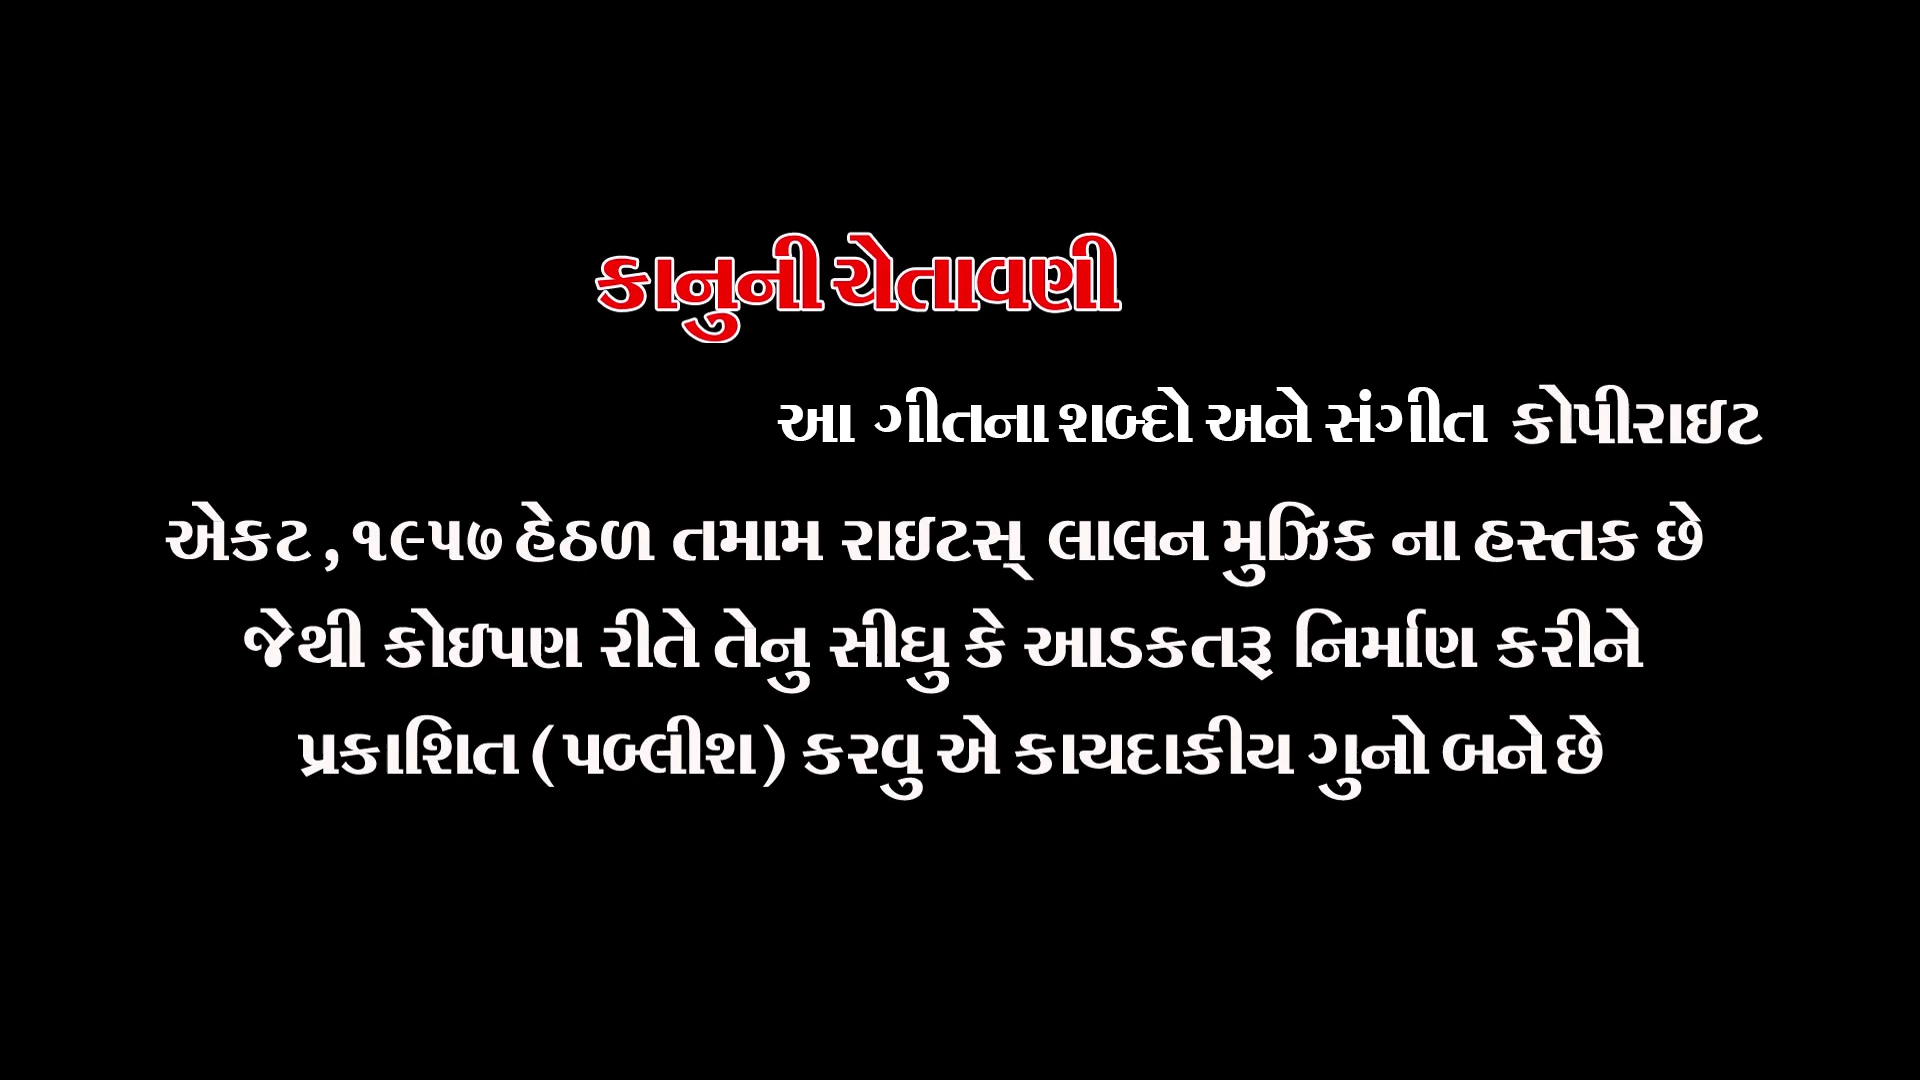 કાનુની ચેતાવણી
આ ગીતના શબ્દો અને સંગીત કોપીરાઇટ
એકટ , ૧૯૫૭ હેઠળ તમામ રાઇટસ્ લાલન મુઝિક ના હસ્તક છે
જેથી કોઇપણ રીતે તેનુ સીધુ કે આડકતરૂ નિર્માણ કરીને
પ્રકાશિત ( પબ્લીશ ) કરવુ એ કાયદાકીય ગુનો બને છે